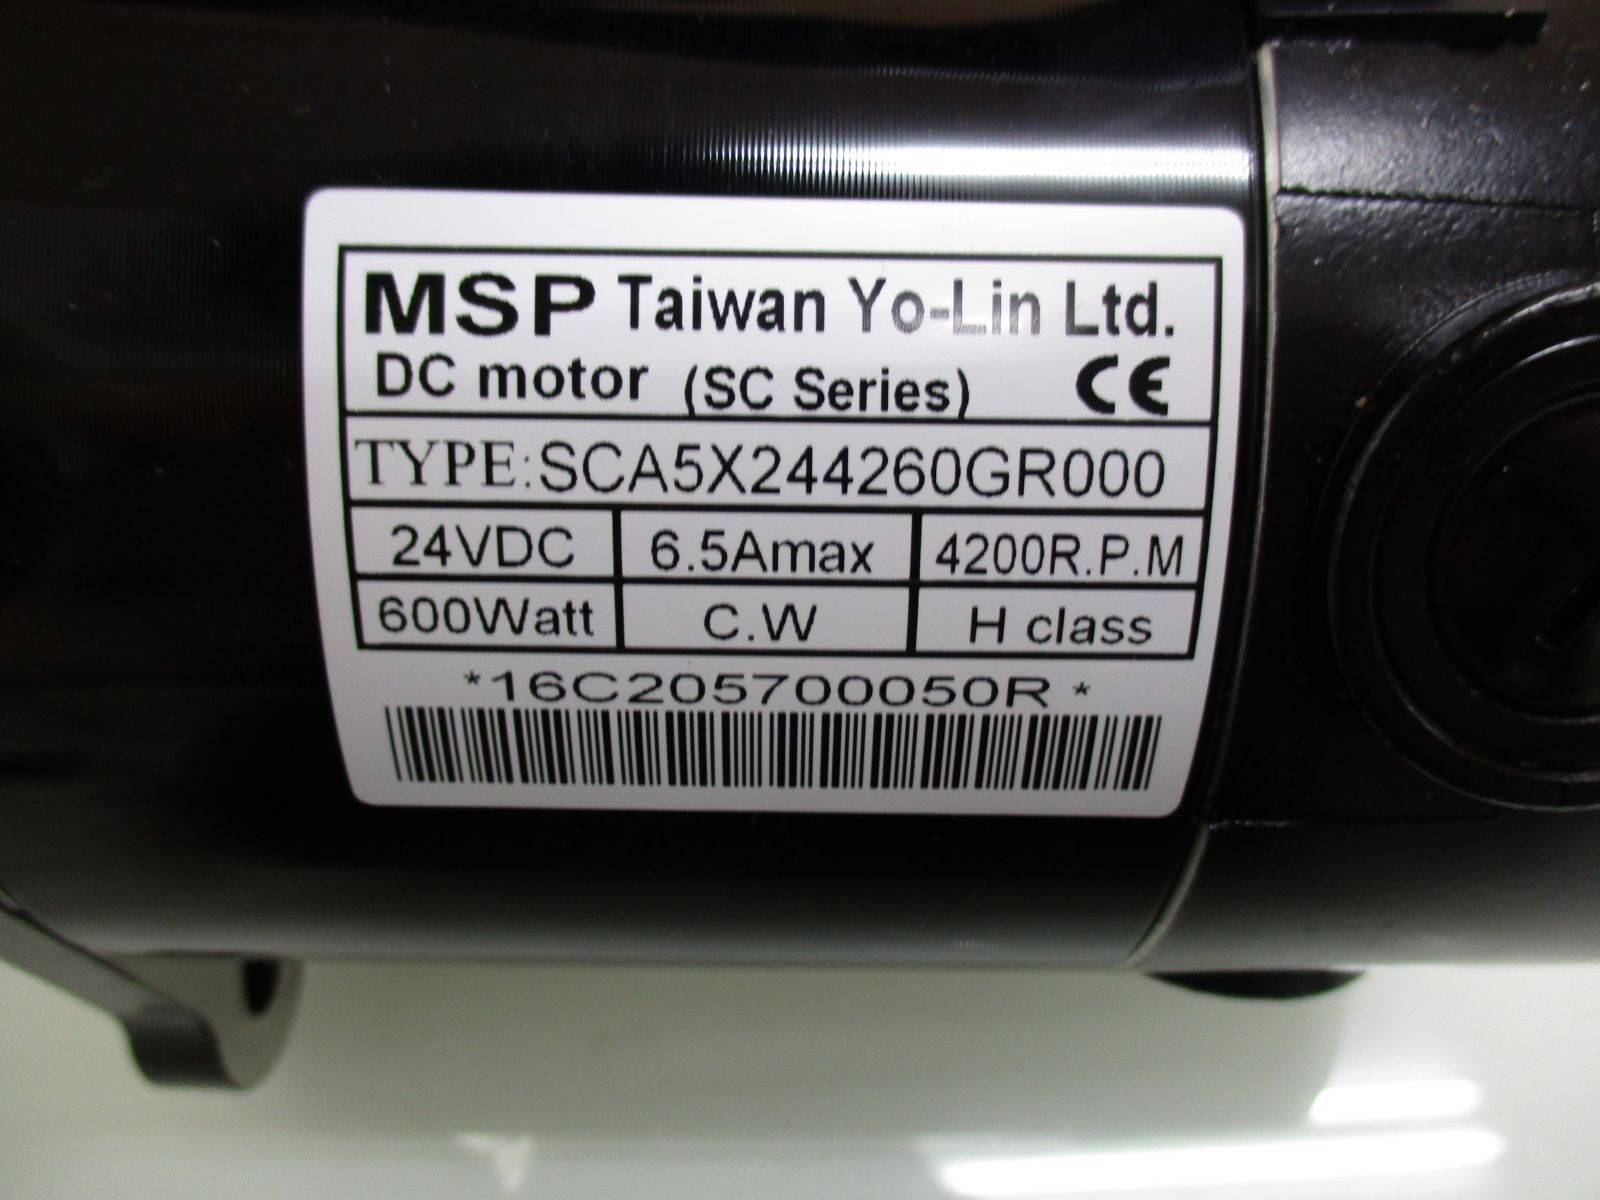 MSP Taiwan Yo-Lin Ltd.
DC motor (SC Series) CE
TYPE:SCA5X244260GR000
24VDC 6.5Amax 4200R.P.M
600Watt C.W H class
*16C205700050R*